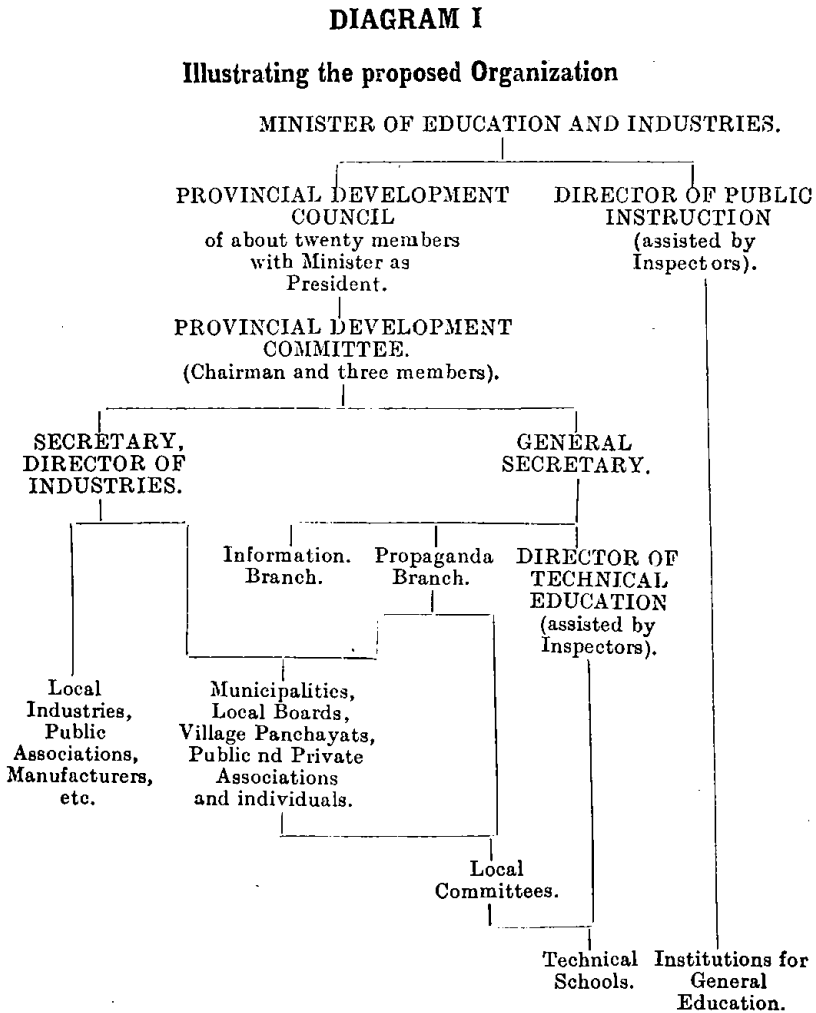 DIAGRAM I
Illustrating the proposed Organization
MINISTER OF EDUCATION AND INDUSTRIES.
PROVINCIAL DEVELOPMENT
COUNCIL
of about twenty members
with Minister as
President.
DIRECTOR OF PUBLIC
INSTRUCTION
(assisted by
Inspectors).
PROVINCIAL DEVELOPMENT
COMMITTEE.
(Chairman and three members).
SECRETARY,
DIRECTOR OF
INDUSTRIES.
GENERAL
SECRETARY.
Information.
Branch.
Propaganda
Branch.
DIRECTOR OF
TECHNICAL
EDUCATION
(assisted by
Inspectors).
Local
Industries,
Public
Associations,
Manufacturers,
etc.
Municipalities,
Local Boards,
Village Panchayats,
Public nd Private
Associations
and individuals.
Local
Committees.
Technical
Schools.
Institutions for
General
Education.